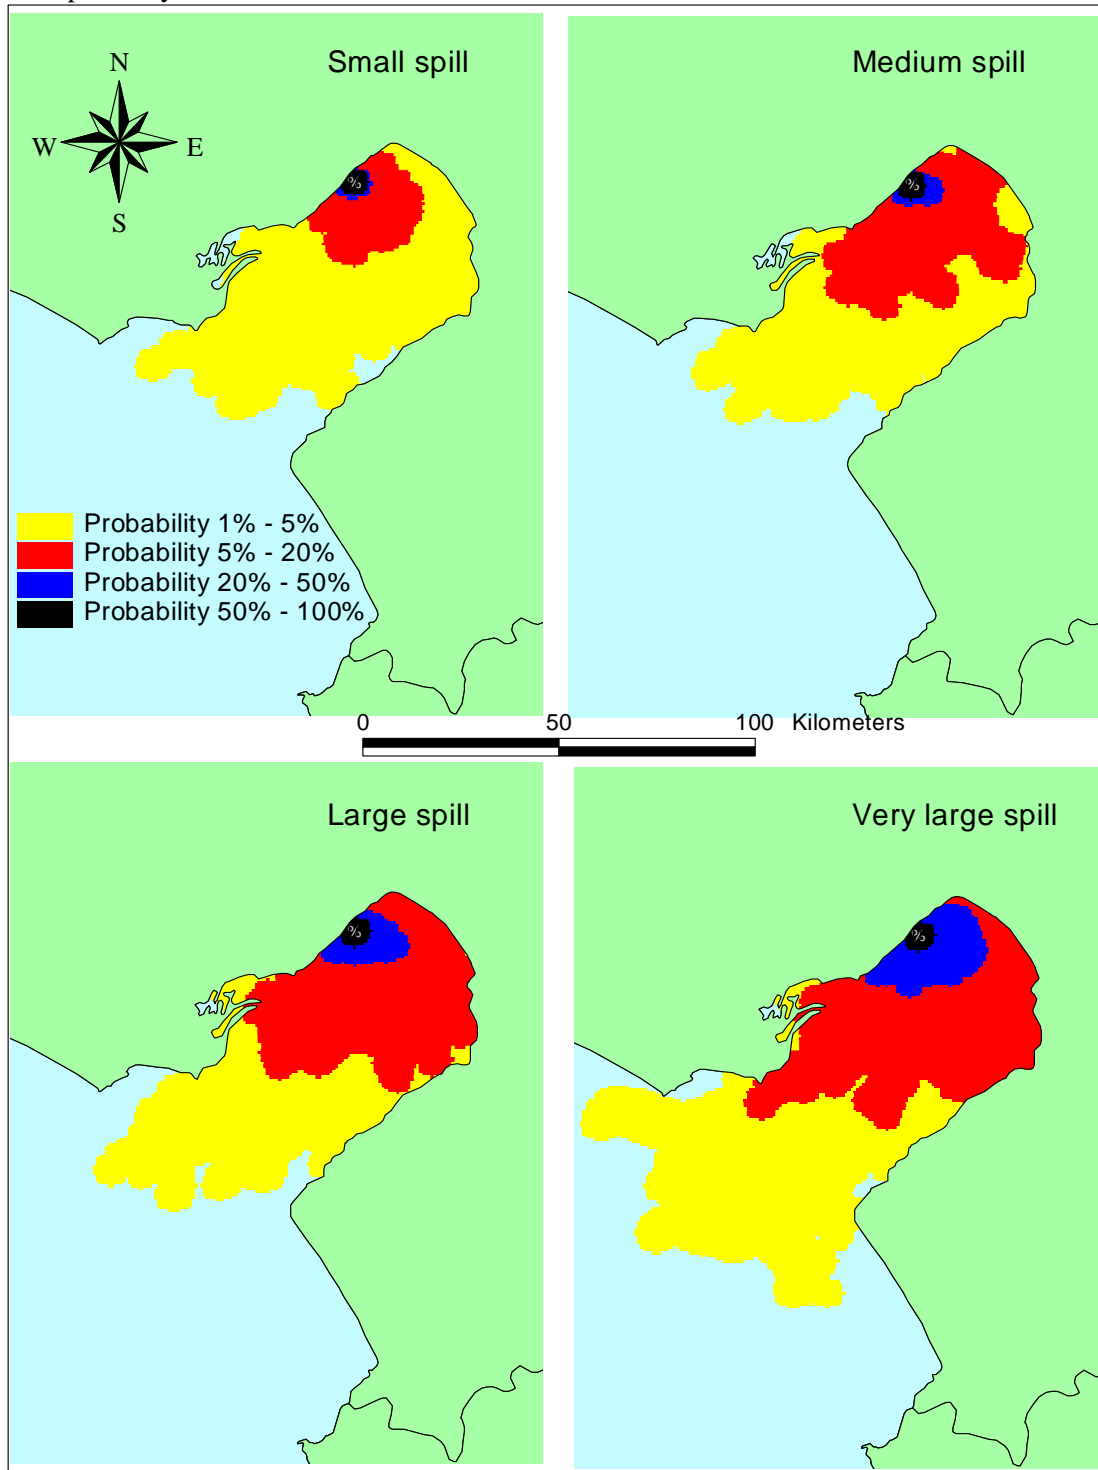 Small spill
Medium spill
N
W
E
S
Probability 1% - 5%
Probability 5% - 20%
Probability 20% - 50%
Probability 50% - 100%
0 50 100 Kilometers
Large spill
Very large spill